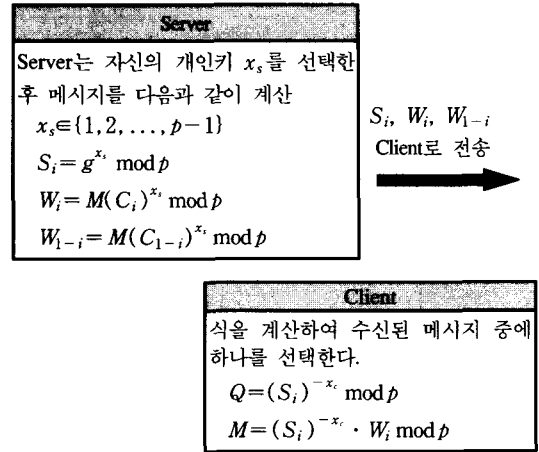 Server
Server는 자신의 개인키 x_s를 선택한
후 메시지를 다음과 같이 계산
x_s∈{1,2,...,p−1}
S_i=g^{x_s} mod p
W_i=M(C_i)^{x_s} mod p
W_{1−i}=M(C_{1−i})^{x_s} mod p
S_i, W_i, W_{1−i}
Client로 전송
Client
식을 계산하여 수신된 메시지 중에
하나를 선택한다.
Q=(S_i)^{−x_c} mod p
M=(S_i)^{−x_c} · W_i mod p